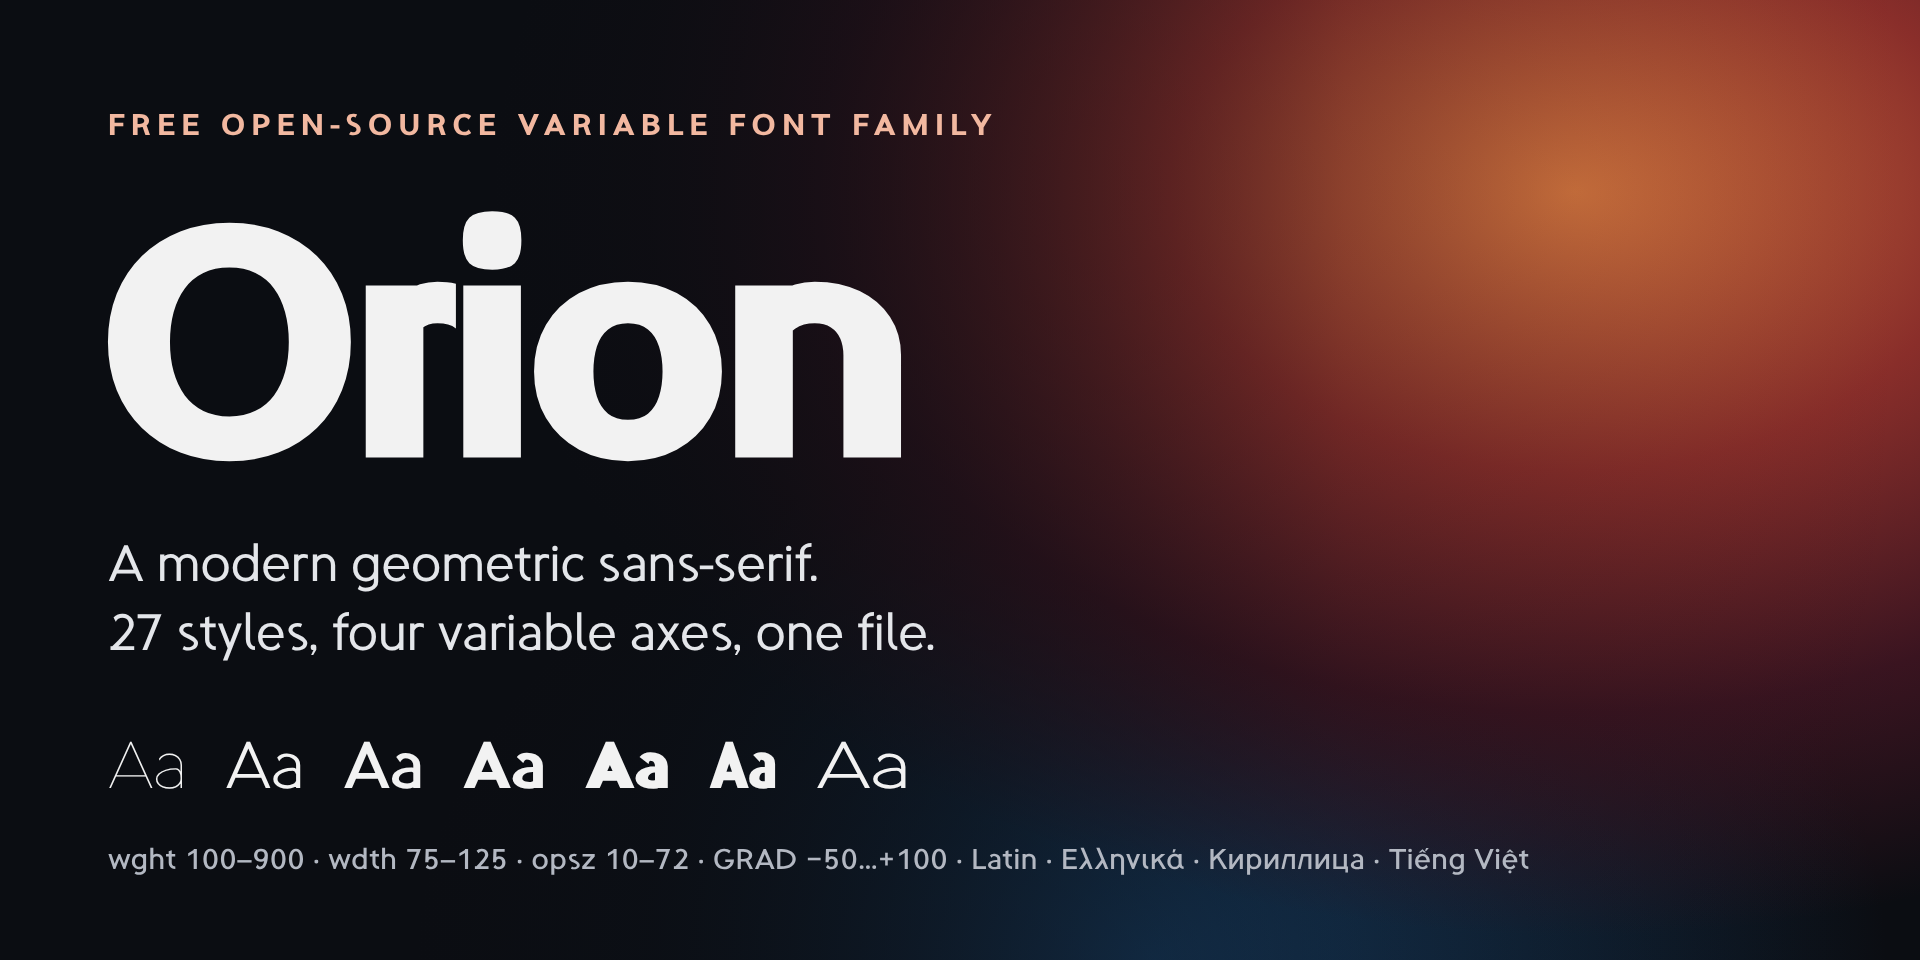 FREE OPEN-SOURCE VARIABLE FONT FAMILY
Orion
A modern geometric sans-serif.
27 styles, four variable axes, one file.
Aa Aa Aa Aa Aa Aa Aa
wght 100–900 · wdth 75–125 · opsz 10–72 · GRAD −50…+100 · Latin · Ελληνικά · Кириллица · Tiếng Việt